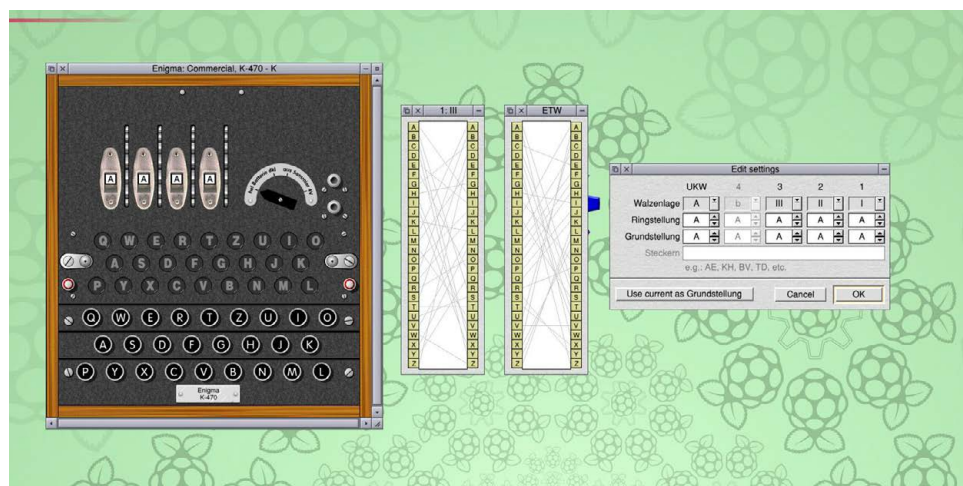 Enigma: Commercial, K-470 - K
A A A A
Q W E R T Z U I O
A S D F G H J K
P Y X C V B N M L
Q W E R T Z U I O
A S D F G H J K
P Y X C V B N M L
Enigma
K-470
1: III
A A
B B
C C
D D
E E
F F
G G
H H
I I
J J
K K
L L
M M
N N
O O
P P
Q Q
R R
S S
T T
U U
V V
W W
X X
Y Y
Z Z
ETW
A A
B B
C C
D D
E E
F F
G G
H H
I I
J J
K K
L L
M M
N N
O O
P P
Q Q
R R
S S
T T
U U
V V
W W
X X
Y Y
Z Z
Edit settings
UKW 4 3 2 1
Walzenlage A b III II I
Ringstellung A A A A A
Grundstellung A A A A A
Steckern
e.g.: AE, KH, BV, TD, etc.
Use current as Grundstellung Cancel OK